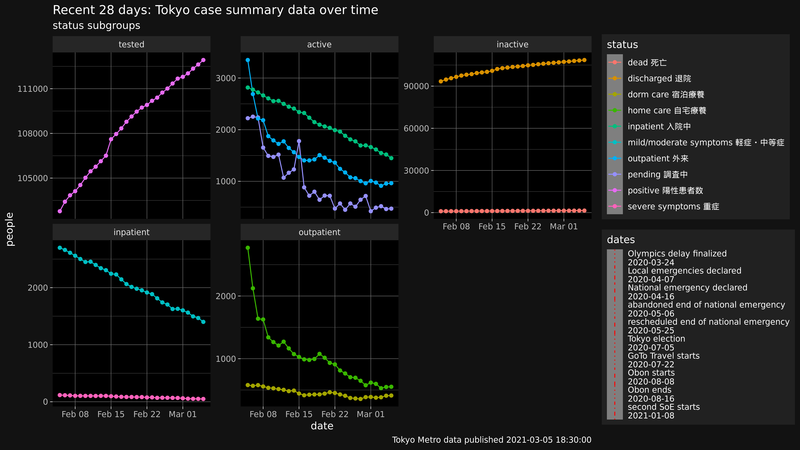 Recent 28 days: Tokyo case summary data over time
status subgroups
tested
active
inactive
111000
108000
105000
3000
2000
1000
90000
60000
30000
0
Feb 08
Feb 15
Feb 22
Mar 01
inpatient
outpatient
2000
1000
0
2000
1000
0
Feb 08
Feb 15
Feb 22
Mar 01
Feb 08
Feb 15
Feb 22
Mar 01
people
date
status
dead 死亡
discharged 退院
dorm care 宿泊療養
home care 自宅療養
inpatient 入院中
mild/moderate symptoms 軽症・中等症
outpatient 外来
pending 調査中
positive 陽性患者数
severe symptoms 重症
dates
Olympics delay finalized
2020-03-24
Local emergencies declared
2020-04-07
National emergency declared
2020-04-16
abandoned end of national emergency
2020-05-06
rescheduled end of national emergency
2020-05-25
Tokyo election
2020-07-05
GoTo Travel starts
2020-07-22
Obon starts
2020-08-08
Obon ends
2020-08-16
second SoE starts
2021-01-08
Tokyo Metro data published 2021-03-05 18:30:00